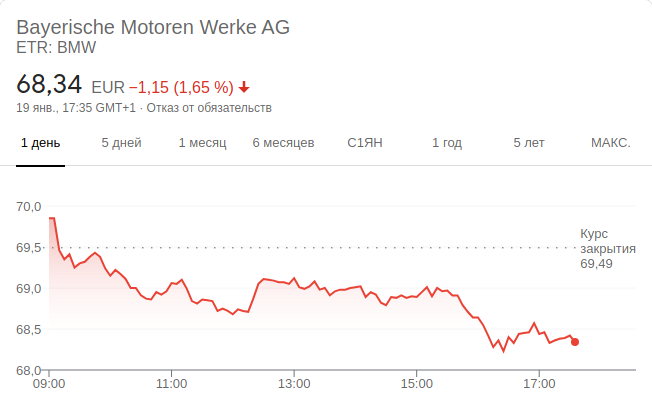 Bayerische Motoren Werke AG
ETR: BMW
68,34 EUR −1,15 (1,65 %)
19 янв., 17:35 GMT+1 · Отказ от обязательств
1 день 5 дней 1 месяц 6 месяцев С1ЯН 1 год 5 лет МАКС.
70,0
Курс
69,5 закрытия
69,49
69,0
68,5
68,0
09:00 11:00 13:00 15:00 17:00